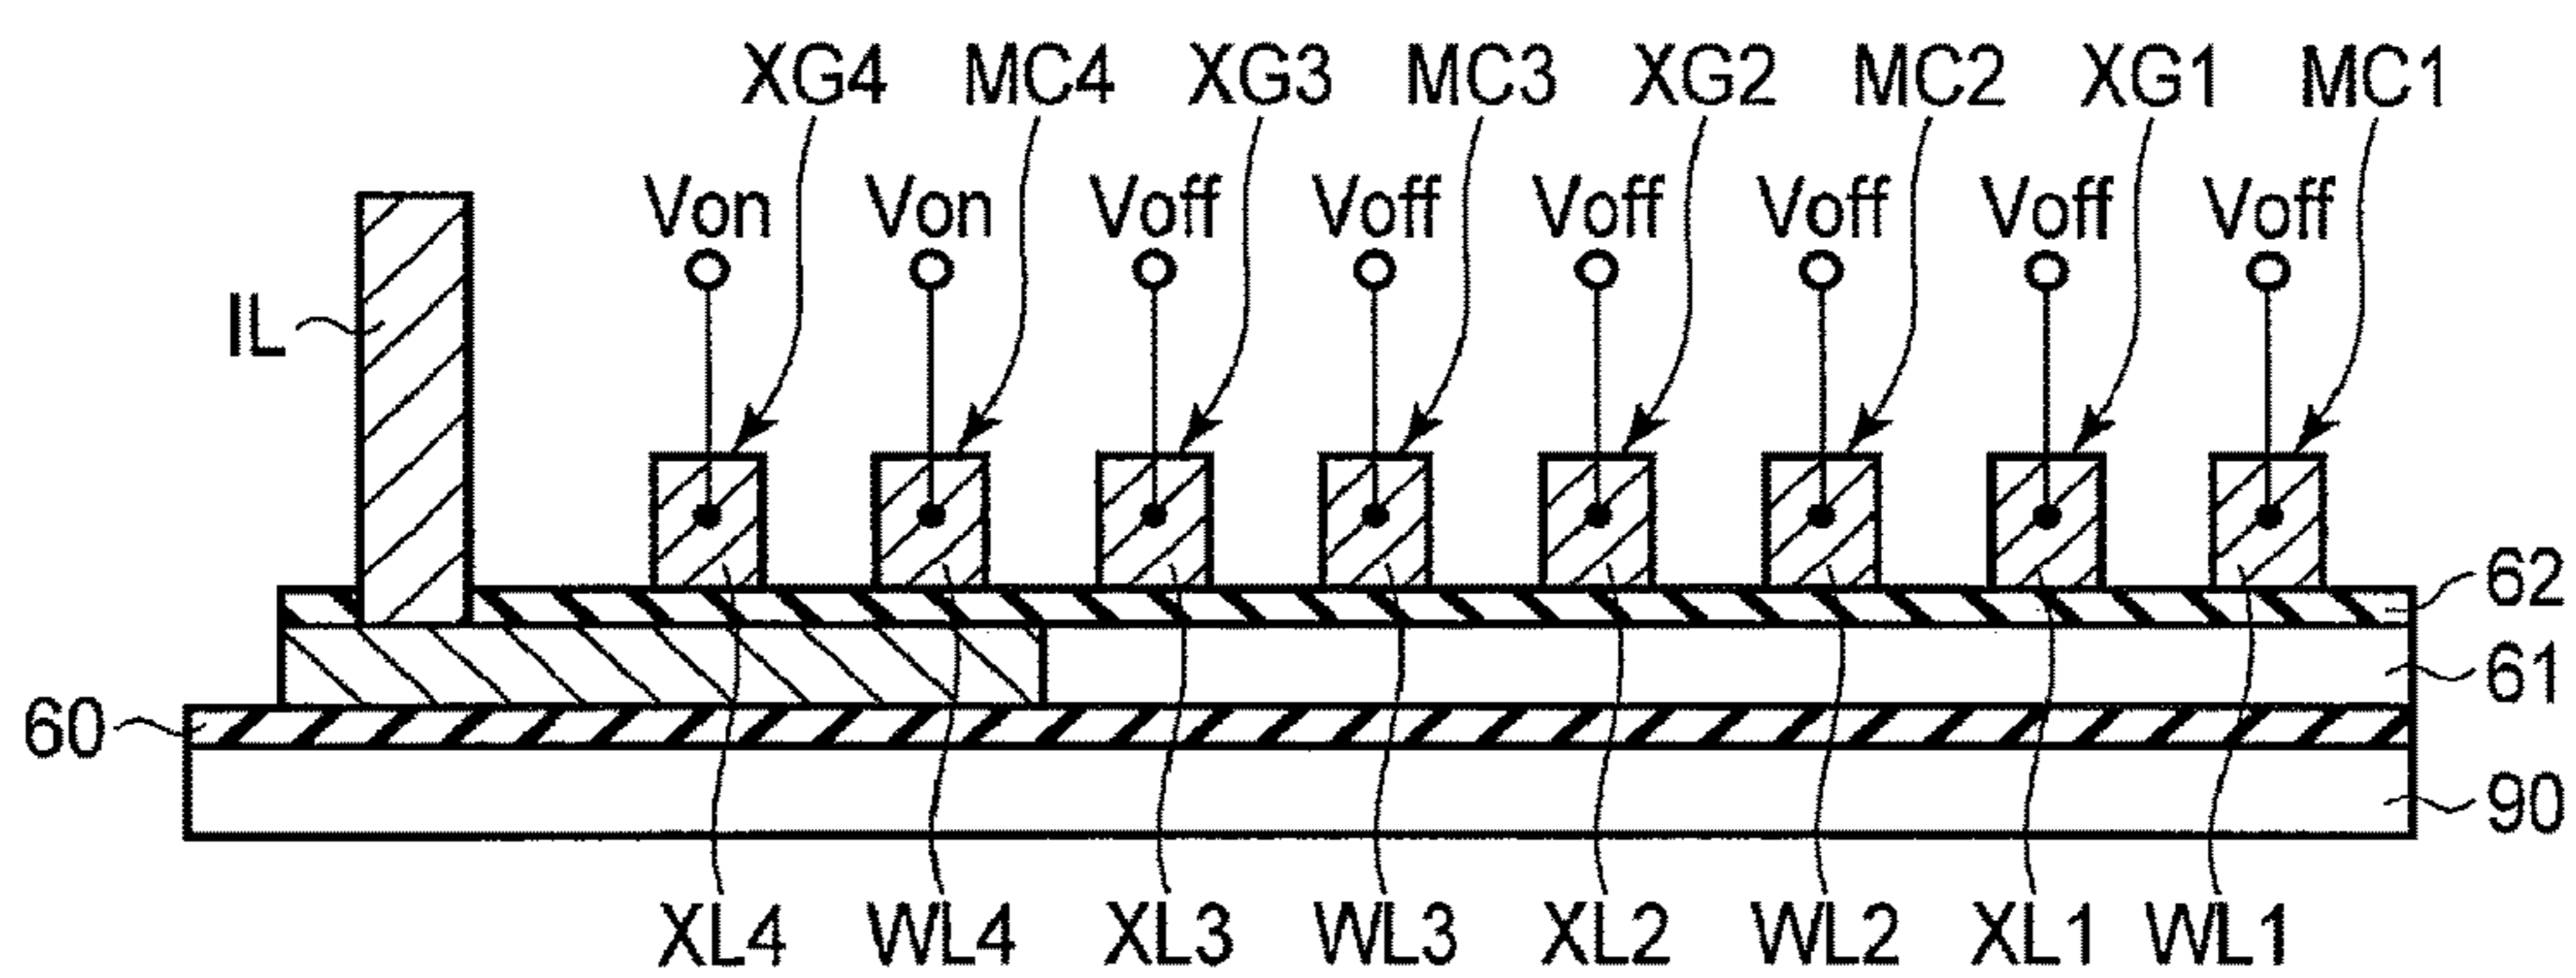 XG4 MC4 XG3 MC3 XG2 MC2 XG1 MC1
Von Von Voff Voff Voff Voff Voff Voff
IL
62
61
60
90
XL4 WL4 XL3 WL3 XL2 WL2 XL1 WL1